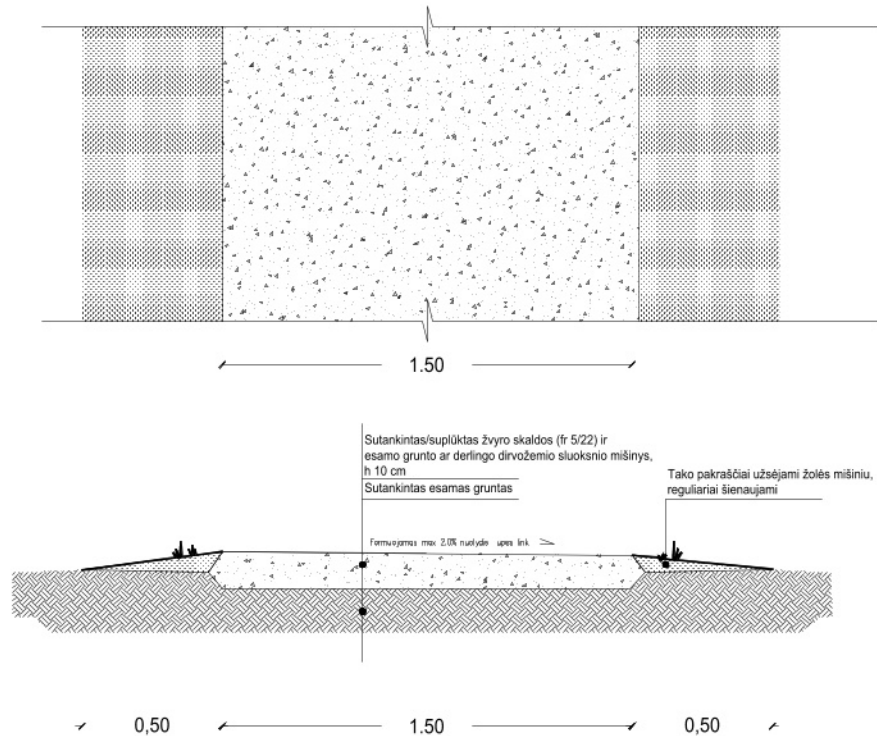 1.50
Sutankintas/suplūktas žvyro skaldos (fr 5/22) ir
esamo grunto ar derlingo dirvožemio sluoksnio mišinys,
h 10 cm
Sutankintas esamas gruntas
Tako pakraščiai užsėjami žolės mišiniu,
reguliariai šienaujami
Formuojamas max 2.0% nuolydis upės link
0,50 1.50 0,50